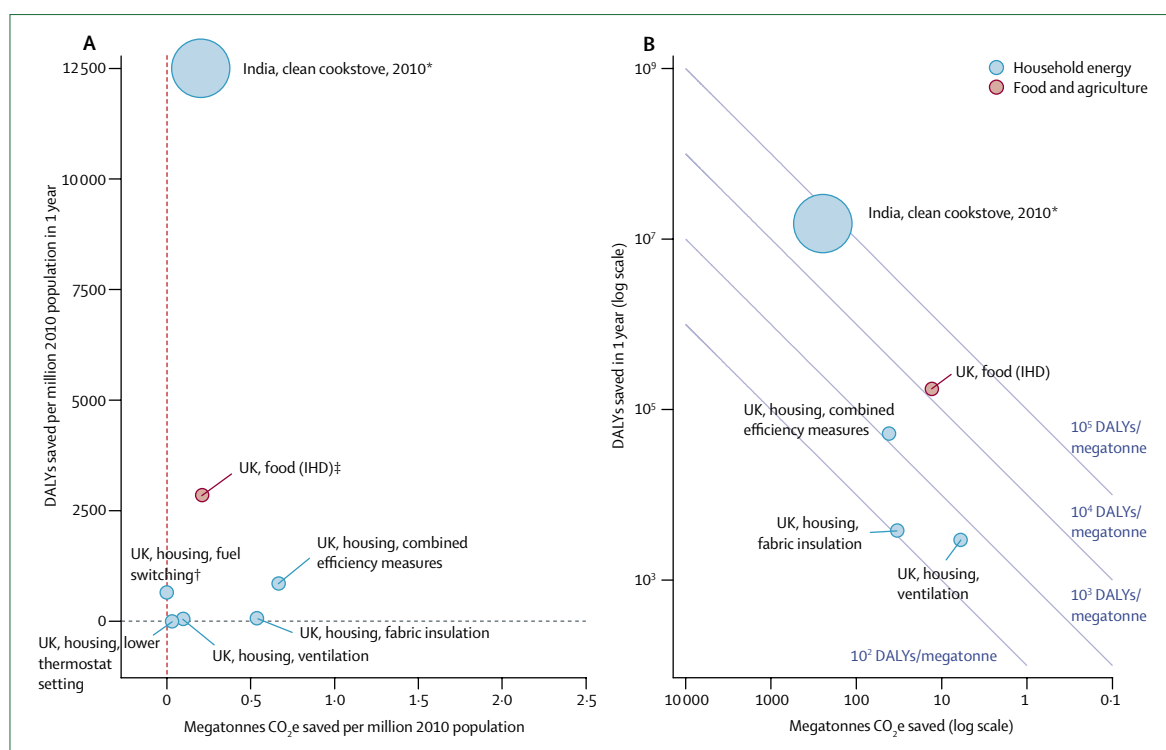 A
DALYs saved per million 2010 population in 1 year
12 500
10 000
7500
5000
2500
0
India, clean cookstove, 2010*
UK, food (IHD)‡
UK, housing, fuel
switching†
UK, housing, combined
efficiency measures
UK, housing, lower
thermostat
setting
UK, housing, ventilation
UK, housing, fabric insulation
0
0·5
1·0
1·5
2·0
2·5
Megatonnes CO₂e saved per million 2010 population
B
DALYs saved in 1 year (log scale)
10⁹
10⁷
10⁵
10³
Household energy
Food and agriculture
India, clean cookstove, 2010*
UK, food (IHD)
UK, housing, combined
efficiency measures
UK, housing,
fabric insulation
UK, housing,
ventilation
10⁵ DALYs/
megatonne
10⁴ DALYs/
megatonne
10³ DALYs/
megatonne
10² DALYs/megatonne
10 000
1000
100
10
1
0·1
Megatonnes CO₂e saved (log scale)